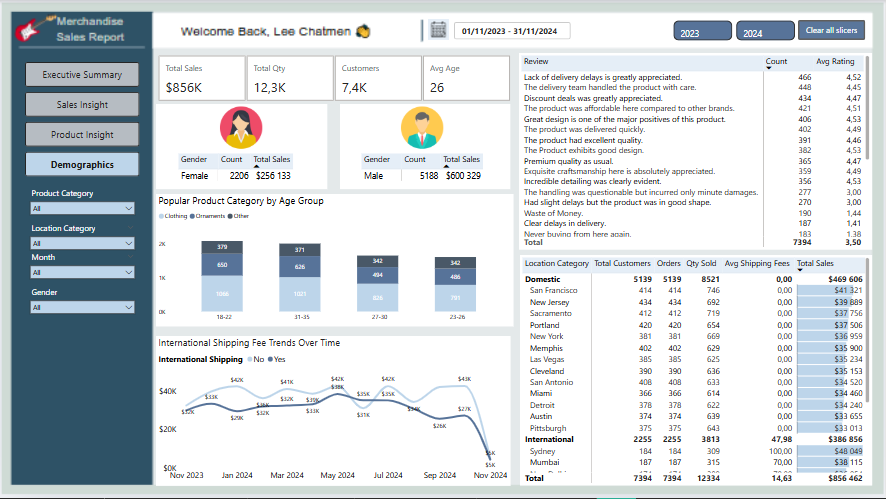 Merchandise
Sales Report
Welcome Back, Lee Chatmen
01/11/2023 - 31/11/2024
2023
2024
Clear all slicers
Executive Summary
Sales Insight
Product Insight
Demographics
Product Category
All
Location Category
All
Month
All
Gender
All
Total Sales
$856K
Total Qty
12,3K
Customers
7,4K
Avg Age
26
Gender Count Total Sales
Female 2206 $256 133
Gender Count Total Sales
Male 5188 $600 329
Popular Product Category by Age Group
Clothing Ornaments Other
2K
1K
0K
379
650
1066
371
626
1021
342
494
826
342
486
791
18-22 31-35 27-30 23-26
International Shipping Fee Trends Over Time
International Shipping No Yes
$40K
$20K
$0K
$32K
$33K
$42K
$29K
$32K
$41K
$32K
$39K
$33K
$42K
$38K
$35K
$31K
$42K
$35K
$26K
$43K
$27K
$5K
Nov 2023 Jan 2024 Mar 2024 May 2024 Jul 2024 Sep 2024 Nov 2024
Review Count Avg Rating
Lack of delivery delays is greatly appreciated. 466 4,52
The delivery team handled the product with care. 448 4,45
Discount deals was greatly appreciated. 434 4,47
The product was affordable here compared to other brands. 421 4,51
Great design is one of the major positives of this product. 406 4,53
The product was delivered quickly. 402 4,49
The product had excellent quality. 391 4,46
The Product exhibits good design. 382 4,53
Premium quality as usual. 365 4,47
Exquisite craftsmanship here is absolutely appreciated. 359 4,49
Incredible detailing was clearly evident. 356 4,53
The handling was questionable but incurred only minute damages. 277 3,00
Had slight delays but the product was in good shape. 270 3,00
Waste of Money. 190 1,44
Clear delays in delivery. 187 1,41
Never buying from here again. 183 1,38
Total 7394 3,50
Location Category Total Customers Orders Qty Sold Avg Shipping Fees Total Sales
Domestic 5139 5139 8521 0,00 $469 606
San Francisco 414 414 746 0,00 $41 321
New Jersey 434 434 692 0,00 $39 889
Sacramento 412 412 719 0,00 $37 756
Portland 420 420 654 0,00 $37 506
New York 381 381 669 0,00 $36 959
Memphis 402 402 629 0,00 $35 900
Las Vegas 385 385 625 0,00 $35 234
Cleveland 390 390 636 0,00 $35 153
San Antonio 408 408 633 0,00 $34 520
Miami 366 366 614 0,00 $34 460
Detroit 378 378 622 0,00 $34 240
Austin 374 374 639 0,00 $33 655
Pittsburgh 375 375 643 0,00 $33 013
International 2255 2255 3813 47,98 $386 856
Sydney 184 184 309 100,00 $48 049
Mumbai 187 187 315 70,00 $38 115
Total 7394 7394 12334 14,63 $856 462